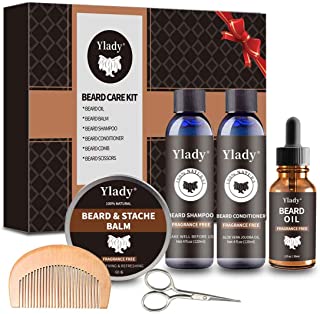 Ylady®
BEARD CARE KIT
BEARD OIL
BEARD BALM
BEARD SHAMPOO
BEARD CONDITIONER
BEARD COMB
BEARD SCISSORS
Ylady®
100% NATURAL
BEARD & STACHE
BALM
FRAGRANCE FREE
Ylady®
BEARD SHAMPOO
FRAGRANCE FREE
Ylady®
BEARD CONDITIONER
FRAGRANCE FREE
Ylady®
BEARD
OIL
FRAGRANCE FREE